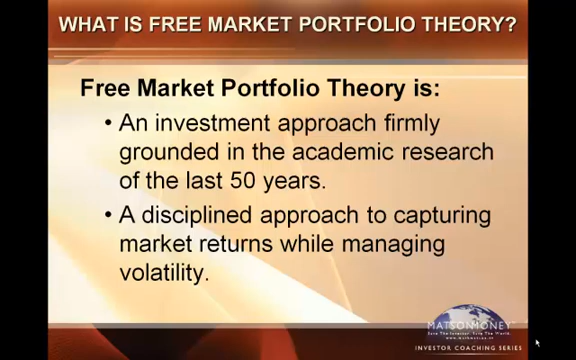 WHAT IS FREE MARKET PORTFOLIO THEORY?
Free Market Portfolio Theory is:
• An investment approach firmly
grounded in the academic research
of the last 50 years.
• A disciplined approach to capturing
market returns while managing
volatility.
MATSONMONEY
INVESTOR COACHING SERIES